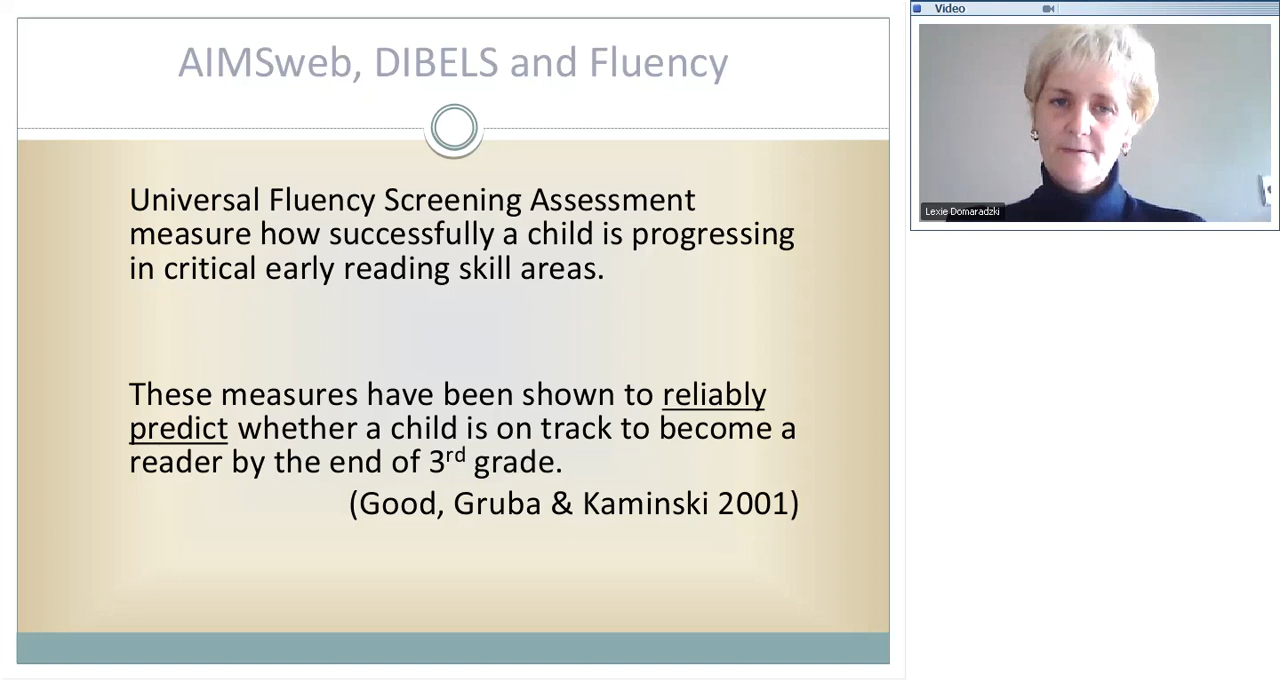 AIMSweb, DIBELS and Fluency
Universal Fluency Screening Assessment
measure how successfully a child is progressing
in critical early reading skill areas.
These measures have been shown to reliably
predict whether a child is on track to become a
reader by the end of 3rd grade.
(Good, Gruba & Kaminski 2001)
Video
Lexie Domaradzki